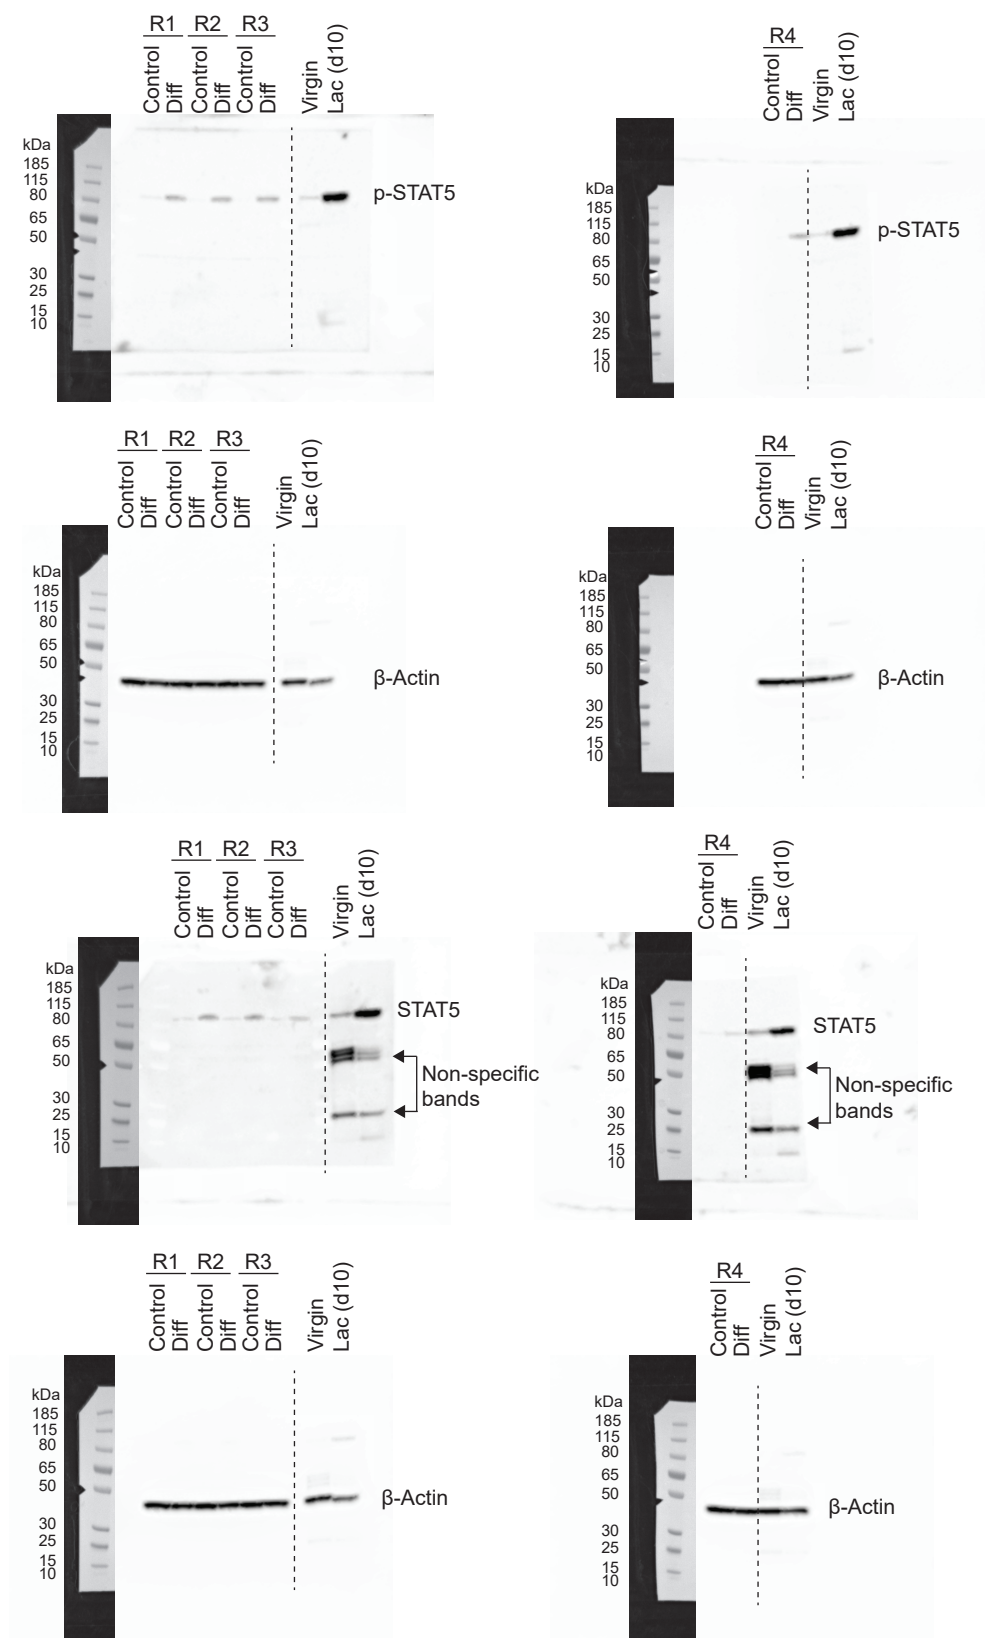 R1 R2 R3
Control Diff Control Diff Control Diff Virgin Lac (d10)
kDa
185
115
80
65
50
30
25
15
10
p-STAT5
R4
Control Diff Virgin Lac (d10)
kDa
185
115
80
65
50
30
25
15
10
p-STAT5
R1 R2 R3
Control Diff Control Diff Control Diff Virgin Lac (d10)
kDa
185
115
80
65
50
30
25
15
10
β-Actin
R4
Control Diff Virgin Lac (d10)
kDa
185
115
80
65
50
30
25
15
10
β-Actin
R1 R2 R3
Control Diff Control Diff Control Diff Virgin Lac (d10)
kDa
185
115
80
65
50
30
25
15
10
STAT5
Non-specific
bands
R4
Control Diff Virgin Lac (d10)
kDa
185
115
80
65
50
30
25
15
10
STAT5
Non-specific
bands
R1 R2 R3
Control Diff Control Diff Control Diff Virgin Lac (d10)
kDa
185
115
80
65
50
30
25
15
10
β-Actin
R4
Control Diff Virgin Lac (d10)
kDa
185
115
80
65
50
30
25
15
10
β-Actin